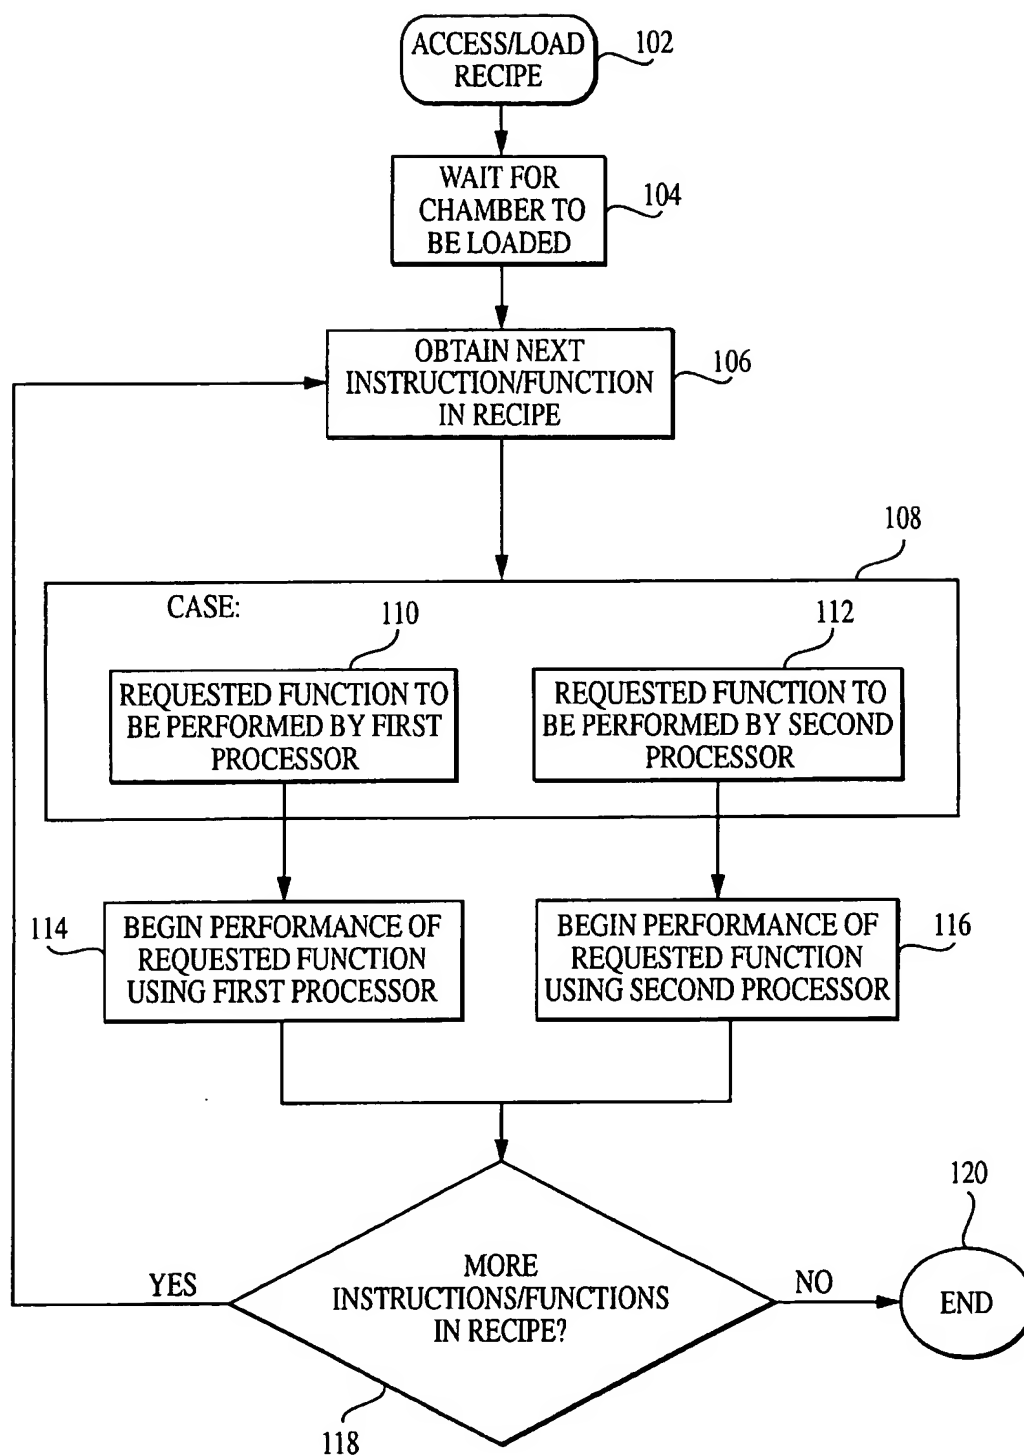 ACCESS/LOAD
RECIPE
102
WAIT FOR
CHAMBER TO
BE LOADED
104
OBTAIN NEXT
INSTRUCTION/FUNCTION
IN RECIPE
106
108
CASE:
110
112
REQUESTED FUNCTION TO
BE PERFORMED BY FIRST
PROCESSOR
REQUESTED FUNCTION TO
BE PERFORMED BY SECOND
PROCESSOR
114
BEGIN PERFORMANCE OF
REQUESTED FUNCTION
USING FIRST PROCESSOR
BEGIN PERFORMANCE OF
REQUESTED FUNCTION
USING SECOND PROCESSOR
116
120
YES
MORE
INSTRUCTIONS/FUNCTIONS
IN RECIPE?
NO
END
118